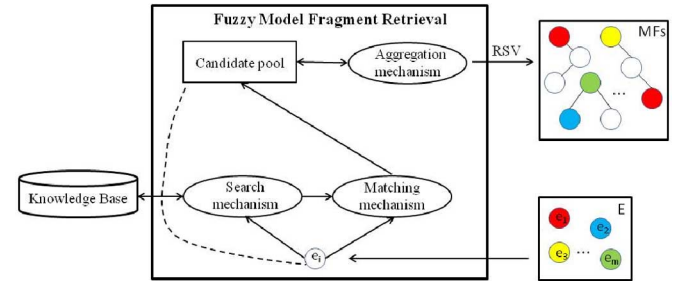 Fuzzy Model Fragment Retrieval
MFs
Candidate pool
Aggregation
mechanism
RSV
...
Knowledge Base
Search
mechanism
Matching
mechanism
E
e1
e2
e3
...
em
ei